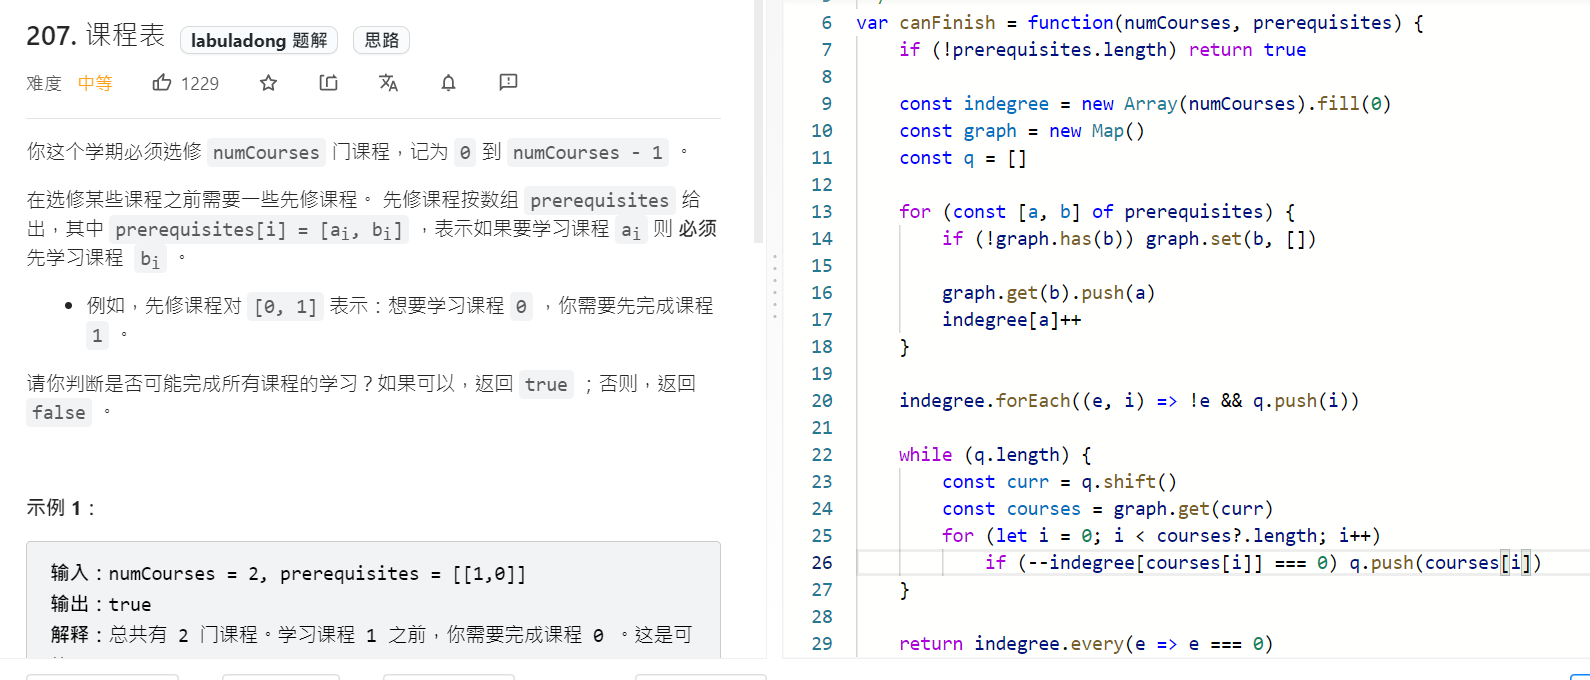 207. 课程表 labuladong 题解 思路
难度 中等 1229
你这个学期必须选修 numCourses 门课程，记为 0 到 numCourses - 1 。
在选修某些课程之前需要一些先修课程。 先修课程按数组 prerequisites 给
出，其中 prerequisites[i] = [ai, bi] ，表示如果要学习课程 ai 则 必须
先学习课程 bi 。
• 例如，先修课程对 [0, 1] 表示：想要学习课程 0 ，你需要先完成课程
1 。
请你判断是否可能完成所有课程的学习？如果可以，返回 true ；否则，返回
false 。
示例 1：
输入：numCourses = 2, prerequisites = [[1,0]]
输出：true
解释：总共有 2 门课程。学习课程 1 之前，你需要完成课程 0 。这是可
6 var canFinish = function(numCourses, prerequisites) {
7 if (!prerequisites.length) return true
8
9 const indegree = new Array(numCourses).fill(0)
10 const graph = new Map()
11 const q = []
12
13 for (const [a, b] of prerequisites) {
14 if (!graph.has(b)) graph.set(b, [])
15
16 graph.get(b).push(a)
17 indegree[a]++
18 }
19
20 indegree.forEach((e, i) => !e && q.push(i))
21
22 while (q.length) {
23 const curr = q.shift()
24 const courses = graph.get(curr)
25 for (let i = 0; i < courses?.length; i++)
26 if (--indegree[courses[i]] === 0) q.push(courses[i])
27 }
28
29 return indegree.every(e => e === 0)